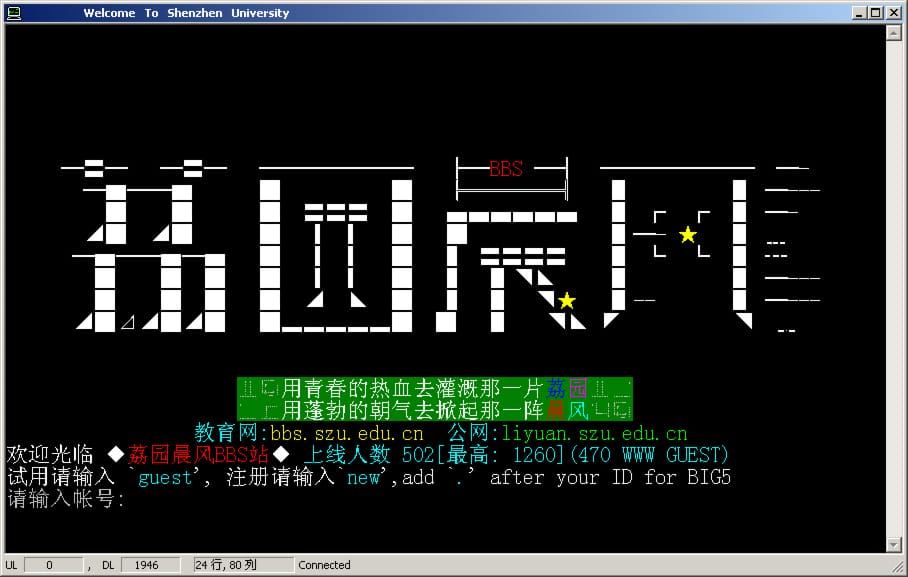 Welcome To Shenzhen University
荔园晨风
BBS
用青春的热血去灌溉那一片荔园
用蓬勃的朝气去掀起那一阵晨风
教育网:bbs.szu.edu.cn 公网:liyuan.szu.edu.cn
欢迎光临 ◆荔园晨风BBS站◆ 上线人数 502[最高: 1260](470 WWW GUEST)
试用请输入 `guest', 注册请输入`new',add `.' after your ID for BIG5
请输入帐号:
UL 0 , DL 1946 24 行, 80 列 Connected